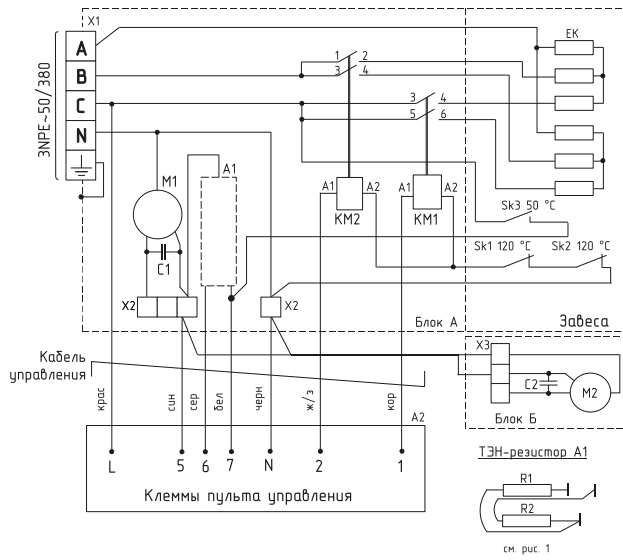 X1
3NPE~50/380
A
B
C
N
EK
1 2
3 4
3 4
5 6
M1
A1
A1 A2
KM2
A1 A2
KM1
Sk3 50 °C
Sk1 120 °C
Sk2 120 °C
C1
X2
X2
Блок А
Завеса
Кабель
управления
X3
C2
M2
Блок Б
крас
син
сер
бел
черн
ж/з
кор
A2
L 5 6 7 N 2 1
Клеммы пульта управления
ТЭН-резистор А1
R1
R2
см. рис. 1